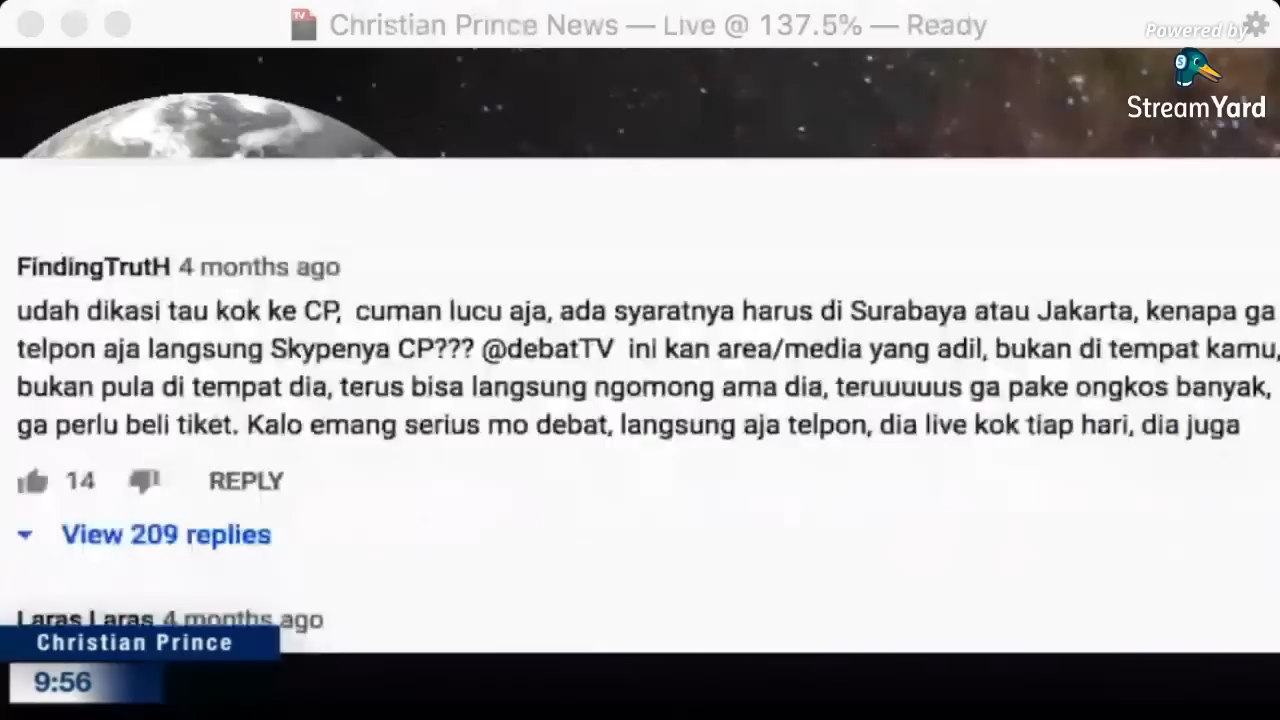 TV
Christian Prince News — Live @ 137.5% — Ready
Powered by
S
StreamYard
FindingTrutH 4 months ago
udah dikasi tau kok ke CP, cuman lucu aja, ada syaratnya harus di Surabaya atau Jakarta, kenapa ga
telpon aja langsung Skypenya CP??? @debatTV ini kan area/media yang adil, bukan di tempat kamu,
bukan pula di tempat dia, terus bisa langsung ngomong ama dia, teruuuuus ga pake ongkos banyak,
ga perlu beli tiket. Kalo emang serius mo debat, langsung aja telpon, dia live kok tiap hari, dia juga
14 REPLY
View 209 replies
Laras Laras 4 months ago
Christian Prince
9:56